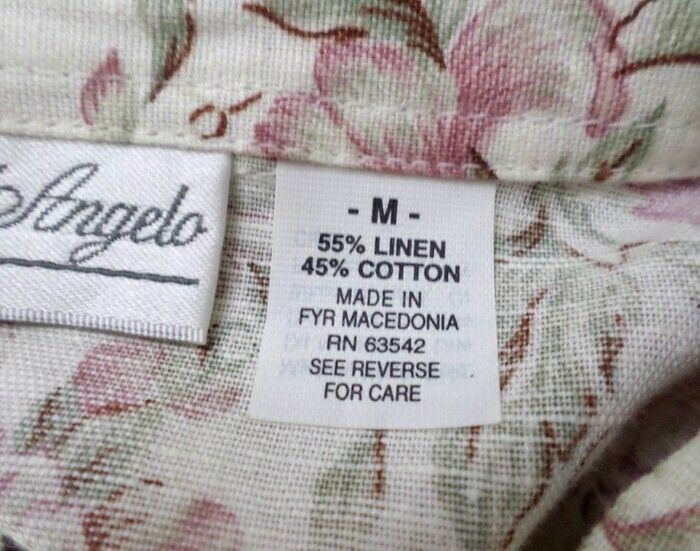 Angelo
- M -
55% LINEN
45% COTTON
MADE IN
FYR MACEDONIA
RN 63542
SEE REVERSE
FOR CARE